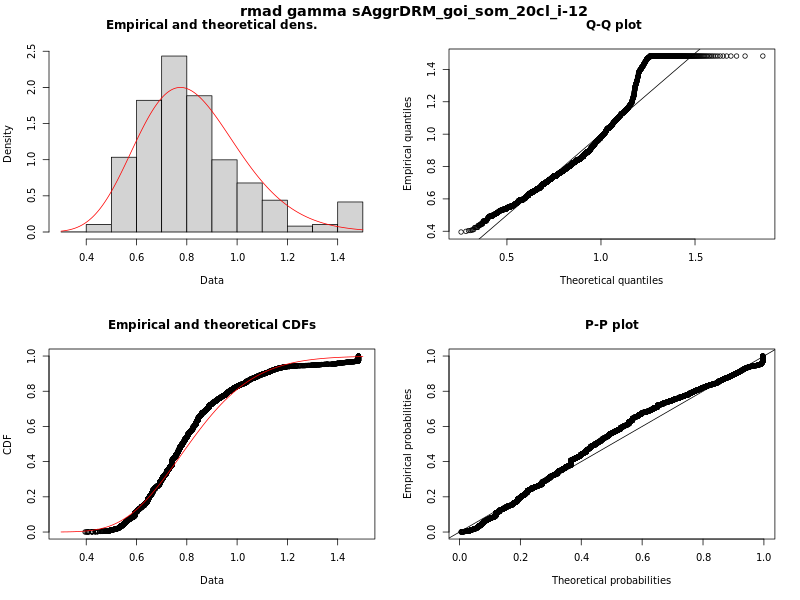 rmad gamma sAggrDRM_goi_som_20cl_i-12
Empirical and theoretical dens.
Density
0.0 0.5 1.0 1.5 2.0 2.5
0.4 0.6 0.8 1.0 1.2 1.4
Data
Q-Q plot
Empirical quantiles
0.4 0.6 0.8 1.0 1.2 1.4
0.5 1.0 1.5
Theoretical quantiles
Empirical and theoretical CDFs
CDF
0.0 0.2 0.4 0.6 0.8 1.0
0.4 0.6 0.8 1.0 1.2 1.4
Data
P-P plot
Empirical probabilities
0.0 0.2 0.4 0.6 0.8 1.0
0.0 0.2 0.4 0.6 0.8 1.0
Theoretical probabilities